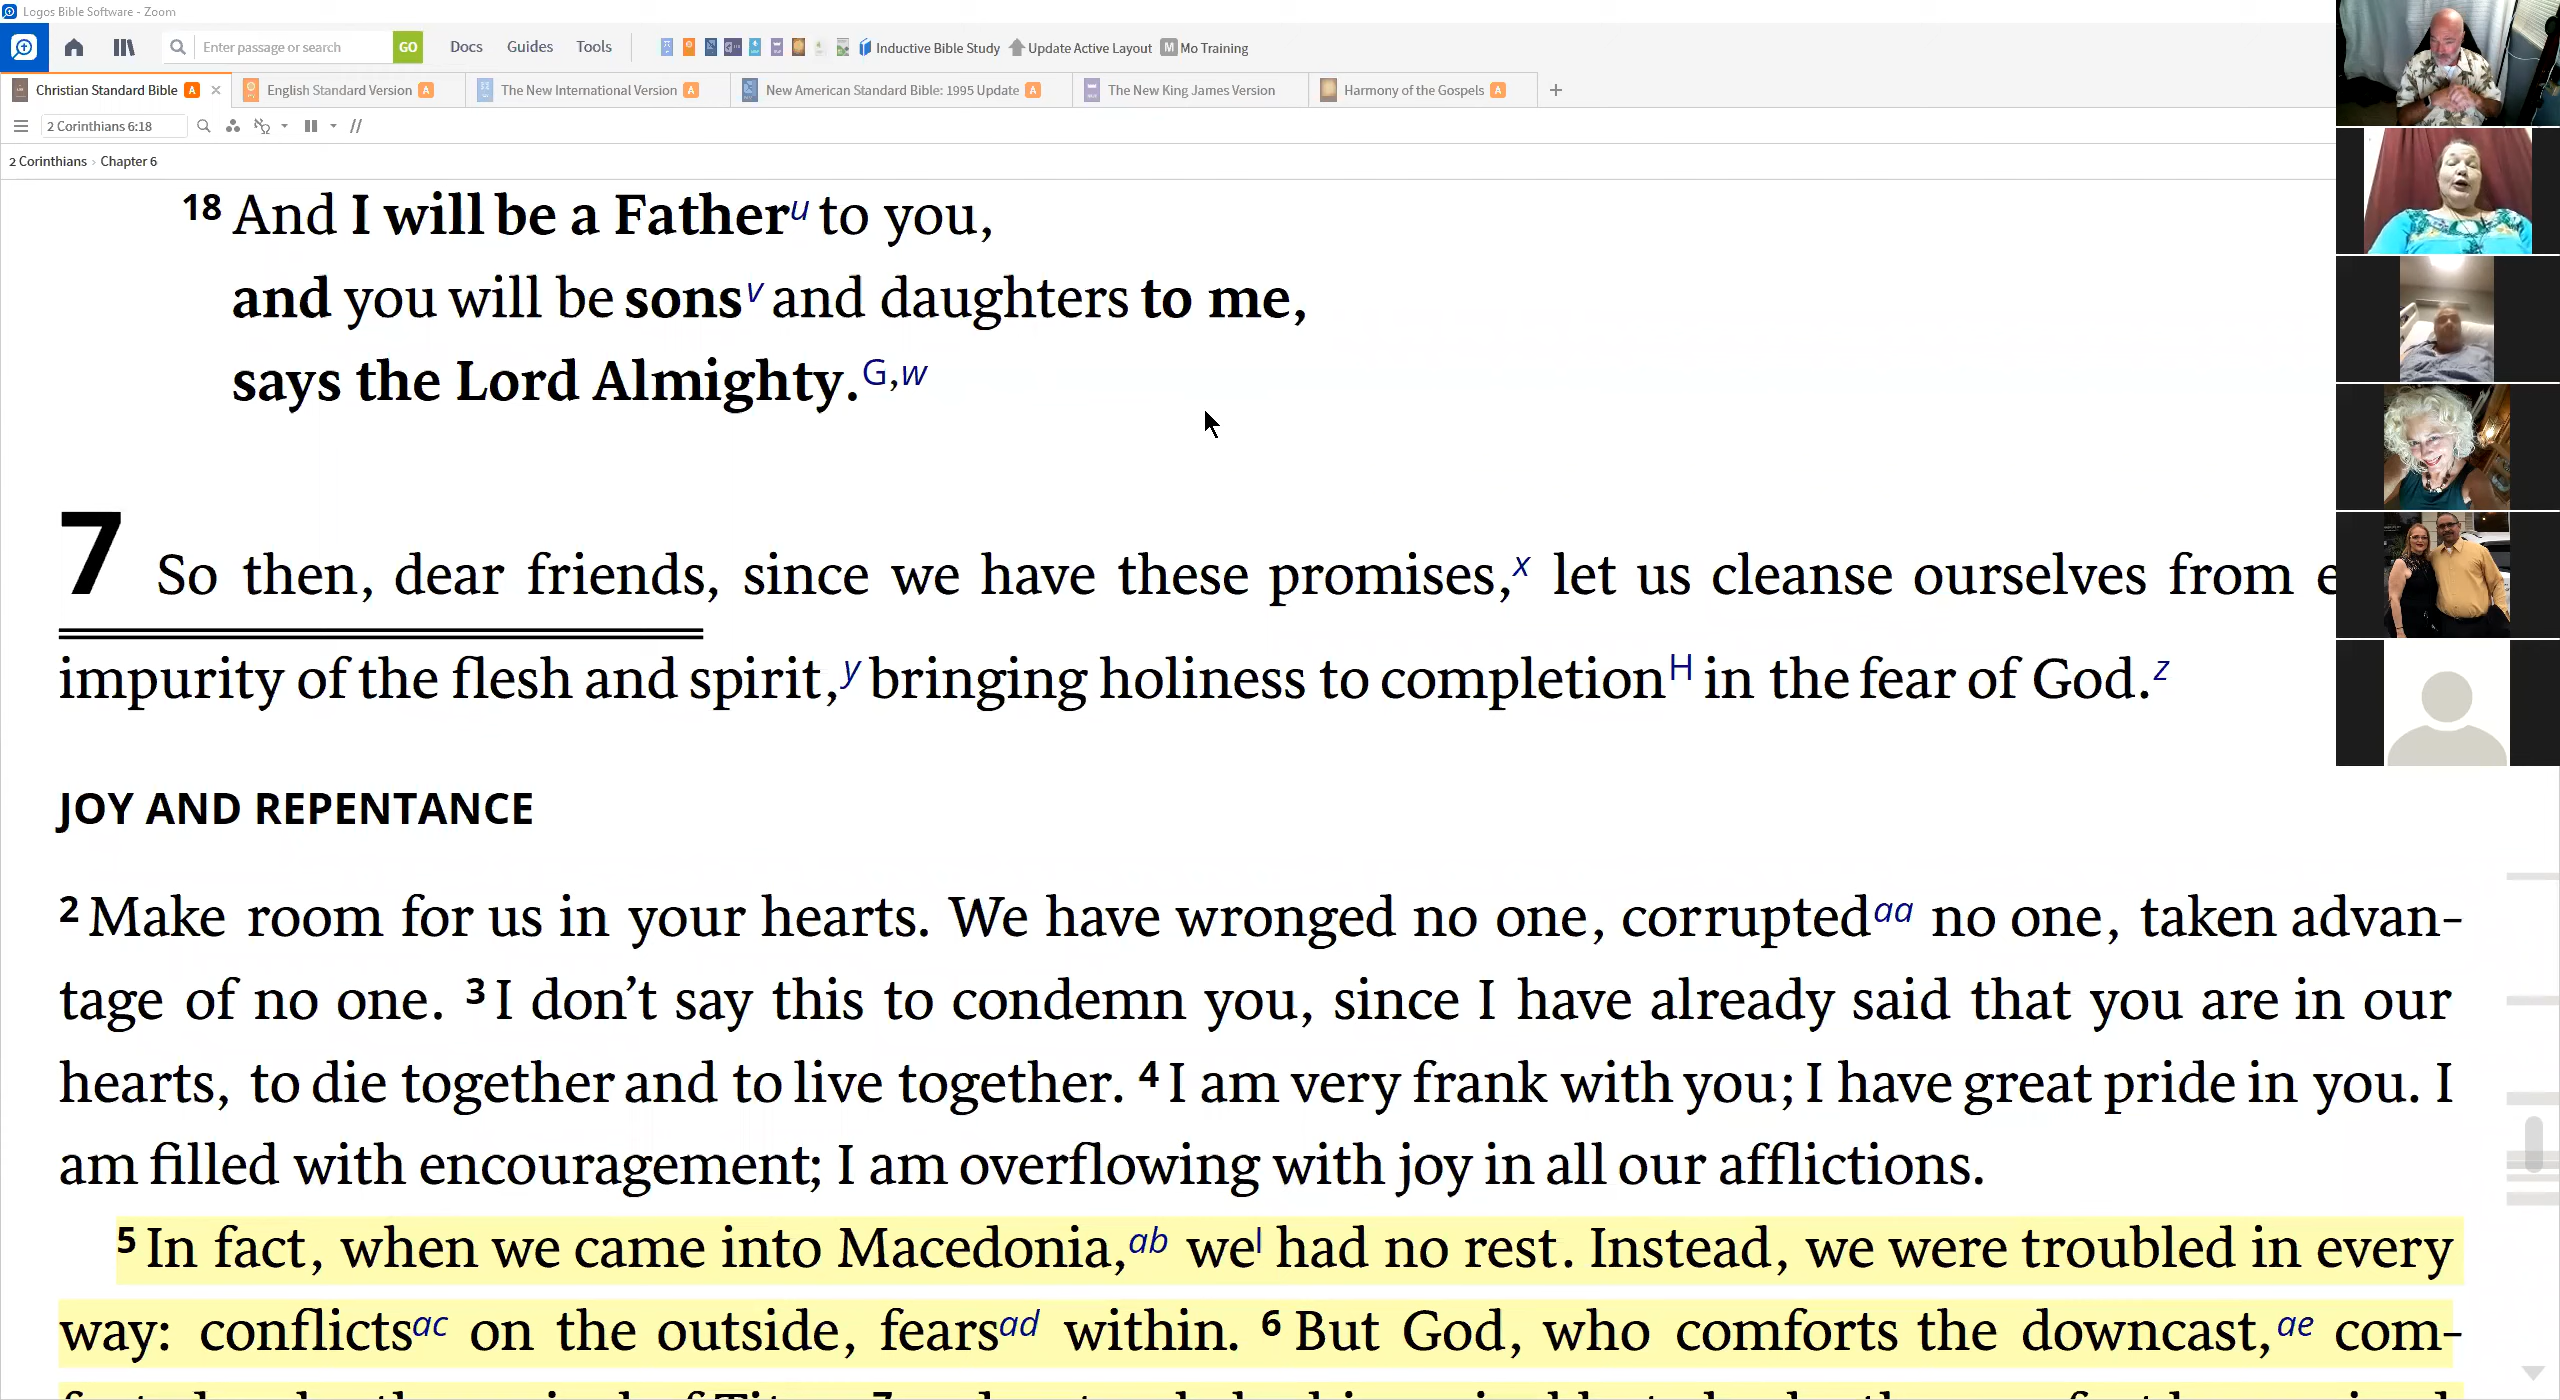 Logos Bible Software - Zoom
Enter passage or search GO Docs Guides Tools Inductive Bible Study Update Active Layout M Mo Training
Christian Standard Bible A English Standard Version A The New International Version A New American Standard Bible: 1995 Update A The New King James Version Harmony of the Gospels A
2 Corinthians 6:18
2 Corinthians › Chapter 6
18 And I will be a Father u to you,
and you will be sons v and daughters to me,
says the Lord Almighty. G,w
7 So then, dear friends, since we have these promises, x let us cleanse ourselves from
impurity of the flesh and spirit, y bringing holiness to completion H in the fear of God. z
JOY AND REPENTANCE
2 Make room for us in your hearts. We have wronged no one, corrupted aa no one, taken advan-
tage of no one. 3 I don’t say this to condemn you, since I have already said that you are in our
hearts, to die together and to live together. 4 I am very frank with you; I have great pride in you. I
am filled with encouragement; I am overflowing with joy in all our afflictions.
5 In fact, when we came into Macedonia, ab we I had no rest. Instead, we were troubled in every
way: conflicts ac on the outside, fears ad within. 6 But God, who comforts the downcast, ae com-